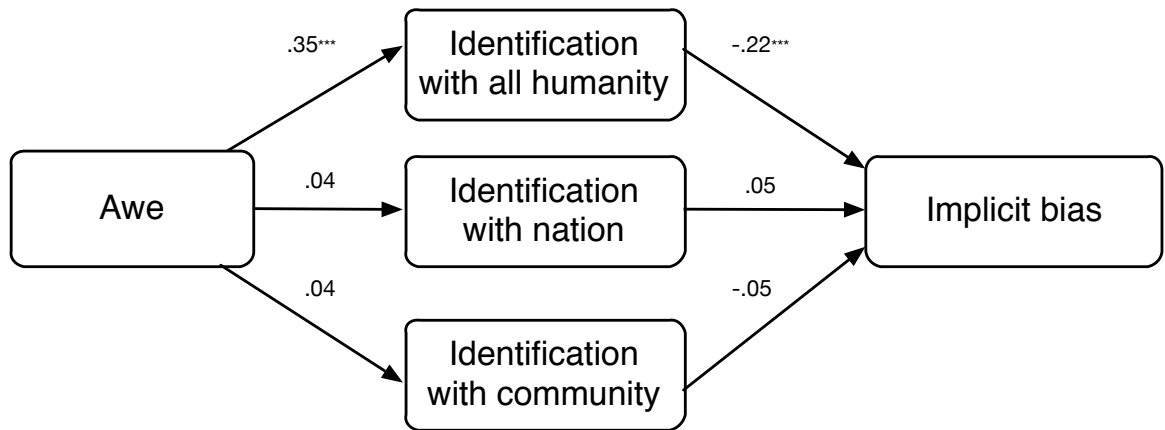 Identification
with all humanity
.35***
-.22***
Awe
.04
Identification
with nation
.05
Implicit bias
.04
Identification
with community
-.05